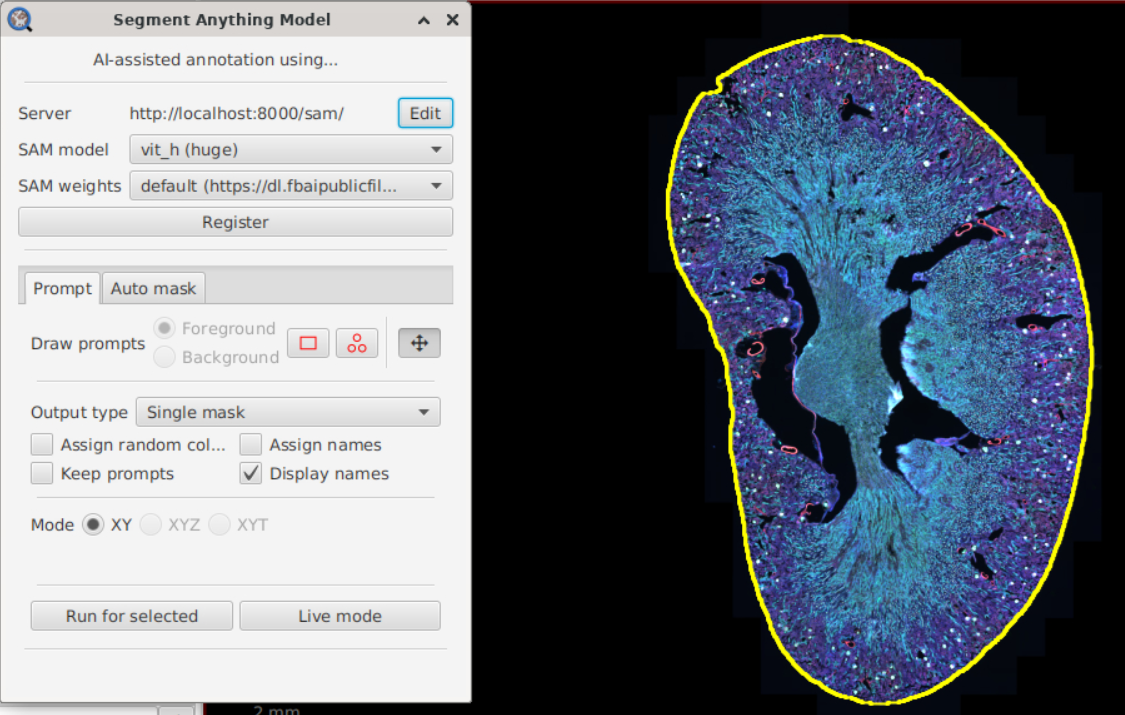 Segment Anything Model
AI-assisted annotation using...
Server http://localhost:8000/sam/ Edit
SAM model vit_h (huge)
SAM weights default (https://dl.fbaipublicfil...
Register
Prompt Auto mask
Draw prompts Foreground
Background
Output type Single mask
Assign random col... Assign names
Keep prompts Display names
Mode XY XYZ XYT
Run for selected Live mode
2 mm